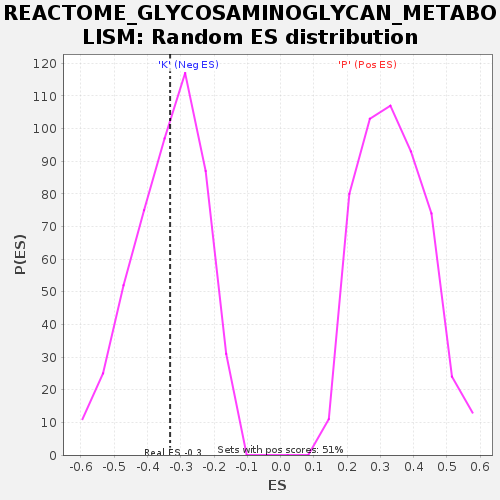 REACTOME_GLYCOSAMINOGLYCAN_METABO
LISM: Random ES distribution
'K' (Neg ES)
'P' (Pos ES)
120
110
100
90
80
70
60
50
40
30
20
10
0
P(ES)
Real ES -0.3
Sets with pos scores: 51%
-0.6 -0.5 -0.4 -0.3 -0.2 -0.1 0.0 0.1 0.2 0.3 0.4 0.5 0.6
ES